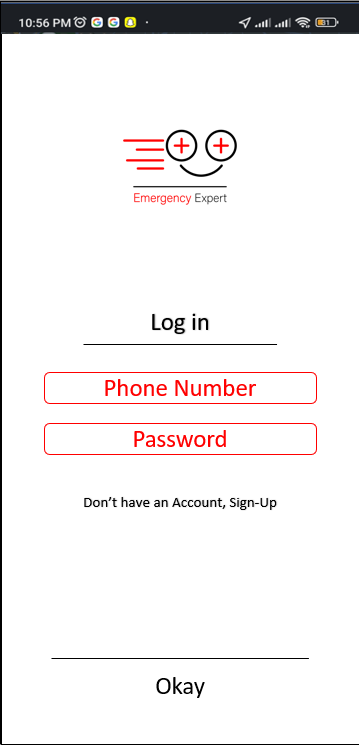 10:56 PM
Emergency Expert
Log in
Phone Number
Password
Don’t have an Account, Sign-Up
Okay